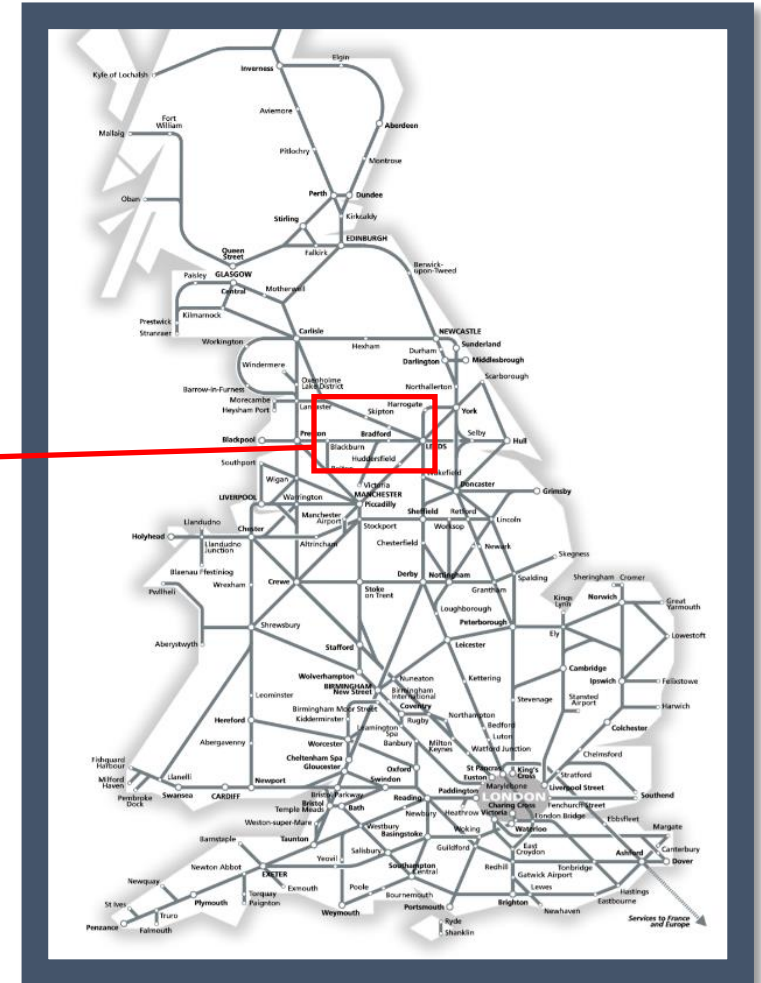 Elgin
Inverness
Kyle of Lochalsh
Aviemore
Fort
William
Mallaig
Aberdeen
Pitlochry
Montrose
Perth
Dundee
Oban
Stirling
Kirkcaldy
EDINBURGH
Queen
Street
Falkirk
Berwick-
upon-Tweed
Paisley
GLASGOW
Central
Motherwell
Prestwick
Kilmarnock
Stranraer
Carlisle
NEWCASTLE
Workington
Hexham
Sunderland
Durham
Darlington
Middlesbrough
Windermere
Scarborough
Oxenholme
Lake District
Northallerton
Barrow-in-Furness
Morecambe
Heysham Port
Lancaster
Harrogate
York
Skipton
Blackpool
Preston
Bradford
Selby
Blackburn
LEEDS
Hull
Southport
Huddersfield
Bolton
Wakefield
Wigan
Victoria
Doncaster
MANCHESTER
Grimsby
LIVERPOOL
Warrington
Piccadilly
Manchester
Airport
Sheffield
Retford
Llandudno
Stockport
Worksop
Lincoln
Holyhead
Chester
Llandudno
Junction
Altrincham
Chesterfield
Newark
Skegness
Blaenau Ffestiniog
Crewe
Derby
Nottingham
Spalding
Sheringham
Cromer
Pwllheli
Wrexham
Stoke
on Trent
Grantham
Kings
Lynn
Norwich
Great
Yarmouth
Loughborough
Shrewsbury
Peterborough
Ely
Lowestoft
Aberystwyth
Stafford
Leicester
Wolverhampton
Nuneaton
Cambridge
BIRMINGHAM
New Street
Birmingham
International
Kettering
Ipswich
Felixstowe
Leominster
Coventry
Stevenage
Stansted
Airport
Harwich
Birmingham Moor Street
Rugby
Northampton
Hereford
Kidderminster
Leamington
Spa
Bedford
Colchester
Abergavenny
Worcester
Banbury
Milton
Keynes
Luton
Watford Junction
Chelmsford
Cheltenham Spa
Oxford
Fishguard
Harbour
Gloucester
St Pancras
King's
Cross
Stratford
Milford
Haven
Llanelli
Newport
Swindon
Euston
Marylebone
Liverpool Street
Pembroke
Dock
Swansea
CARDIFF
Bristol Parkway
Reading
Paddington
LONDON
Southend
Bristol
Temple Meads
Bath
Charing Cross
Fenchurch Street
Newbury
Heathrow
Victoria
London Bridge
Ebbsfleet
Weston-super-Mare
Westbury
Basingstoke
Woking
Waterloo
Margate
Barnstaple
Taunton
Salisbury
Guildford
East
Croydon
Canterbury
Newton Abbot
Yeovil
Southampton
Central
Redhill
Tonbridge
Ashford
Dover
EXETER
Gatwick Airport
Newquay
Exmouth
Poole
Lewes
Hastings
St Ives
Plymouth
Torquay
Paignton
Bournemouth
Eastbourne
Truro
Weymouth
Portsmouth
Brighton
Newhaven
Penzance
Falmouth
Ryde
Shanklin
Services to France
and Europe